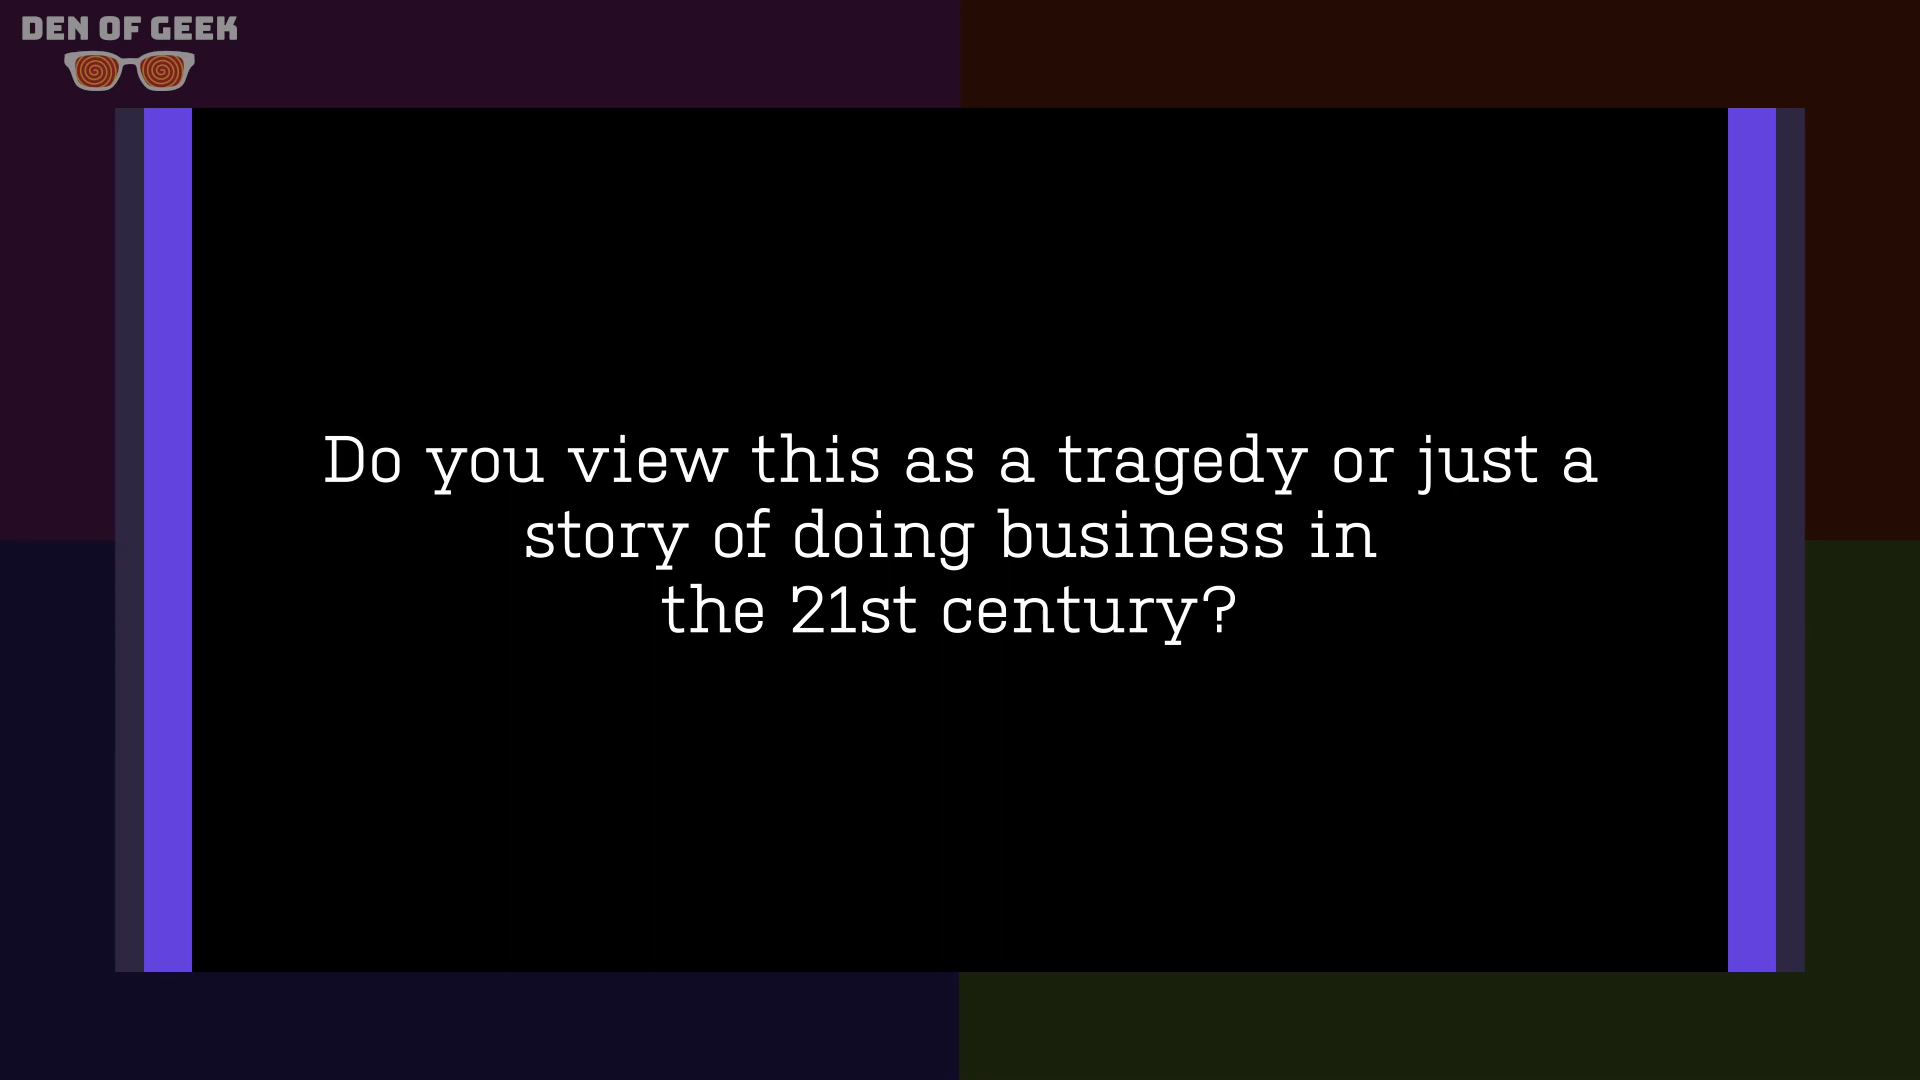 DEN OF GEEK
Do you view this as a tragedy or just a
story of doing business in
the 21st century?